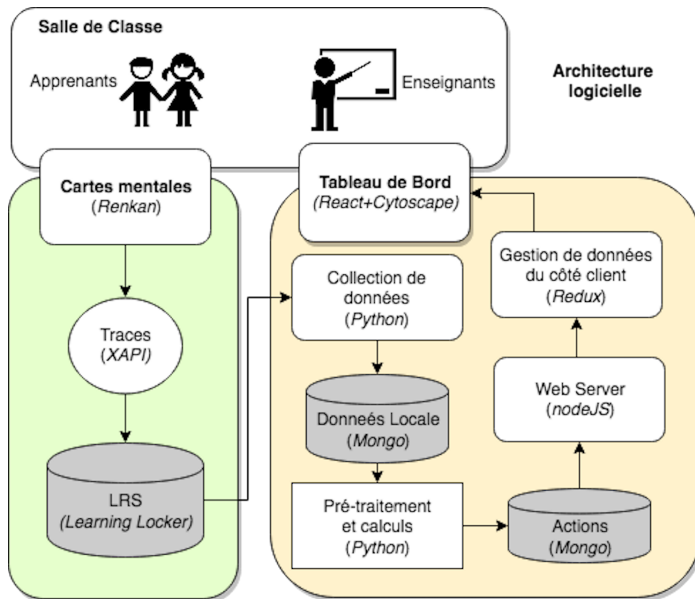 Salle de Classe
Apprenants
Enseignants
Architecture
logicielle
Cartes mentales
(Renkan)
Traces
(XAPI)
LRS
(Learning Locker)
Tableau de Bord
(React+Cytoscape)
Collection de
données
(Python)
Donneés Locale
(Mongo)
Pré-traitement
et calculs
(Python)
Actions
(Mongo)
Web Server
(nodeJS)
Gestion de données
du côté client
(Redux)